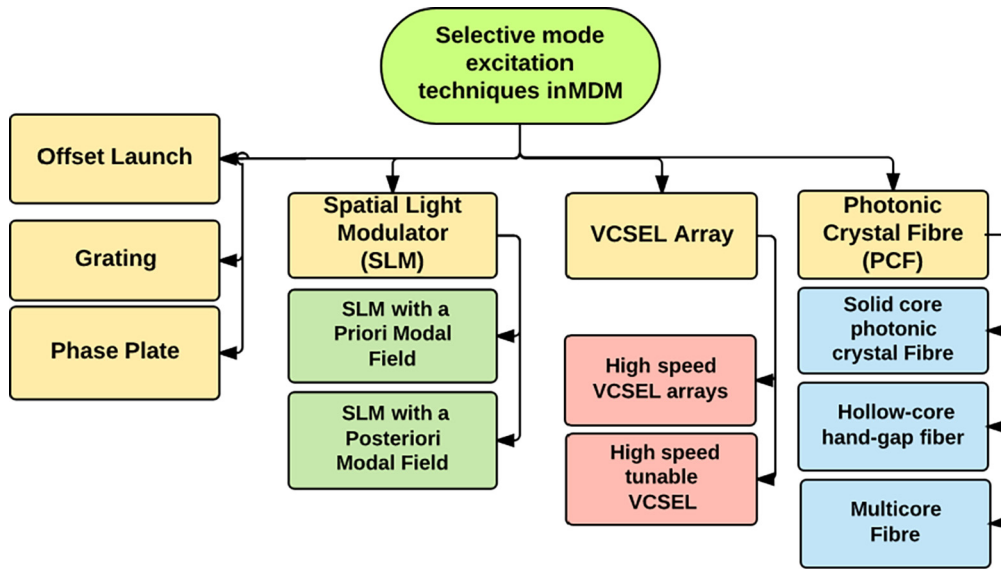 Selective mode
excitation
techniques inMDM
Offset Launch
Grating
Phase Plate
Spatial Light
Modulator
(SLM)
SLM with a
Priori Modal
Field
SLM with a
Posteriori
Modal Field
VCSEL Array
High speed
VCSEL arrays
High speed
tunable
VCSEL
Photonic
Crystal Fibre
(PCF)
Solid core
photonic
crystal Fibre
Hollow-core
hand-gap fiber
Multicore
Fibre